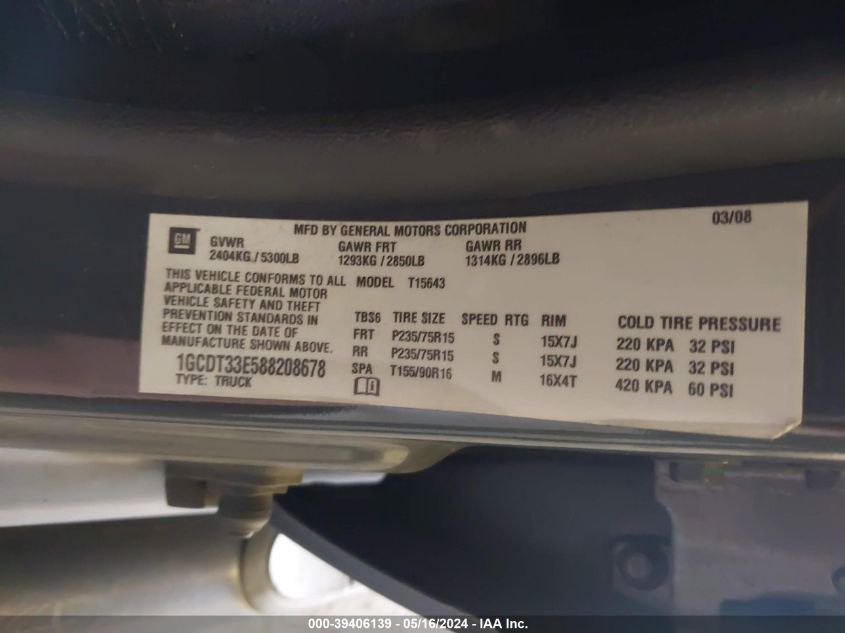 03/08
MFD BY GENERAL MOTORS CORPORATION
GM GVWR GAWR FRT GAWR RR
2404KG / 5300LB 1293KG / 2850LB 1314KG / 2896LB
THIS VEHICLE CONFORMS TO ALL MODEL T15643
APPLICABLE FEDERAL MOTOR
VEHICLE SAFETY AND THEFT
PREVENTION STANDARDS IN
EFFECT ON THE DATE OF
MANUFACTURE SHOWN ABOVE.
1GCDT33E588208678
TYPE: TRUCK
TBS6 TIRE SIZE SPEED RTG RIM COLD TIRE PRESSURE
FRT P235/75R15 S 15X7J 220 KPA 32 PSI
RR P235/75R15 S 15X7J 220 KPA 32 PSI
SPA T155/90R16 M 16X4T 420 KPA 60 PSI
000-39406139 - 05/16/2024 - IAA Inc.